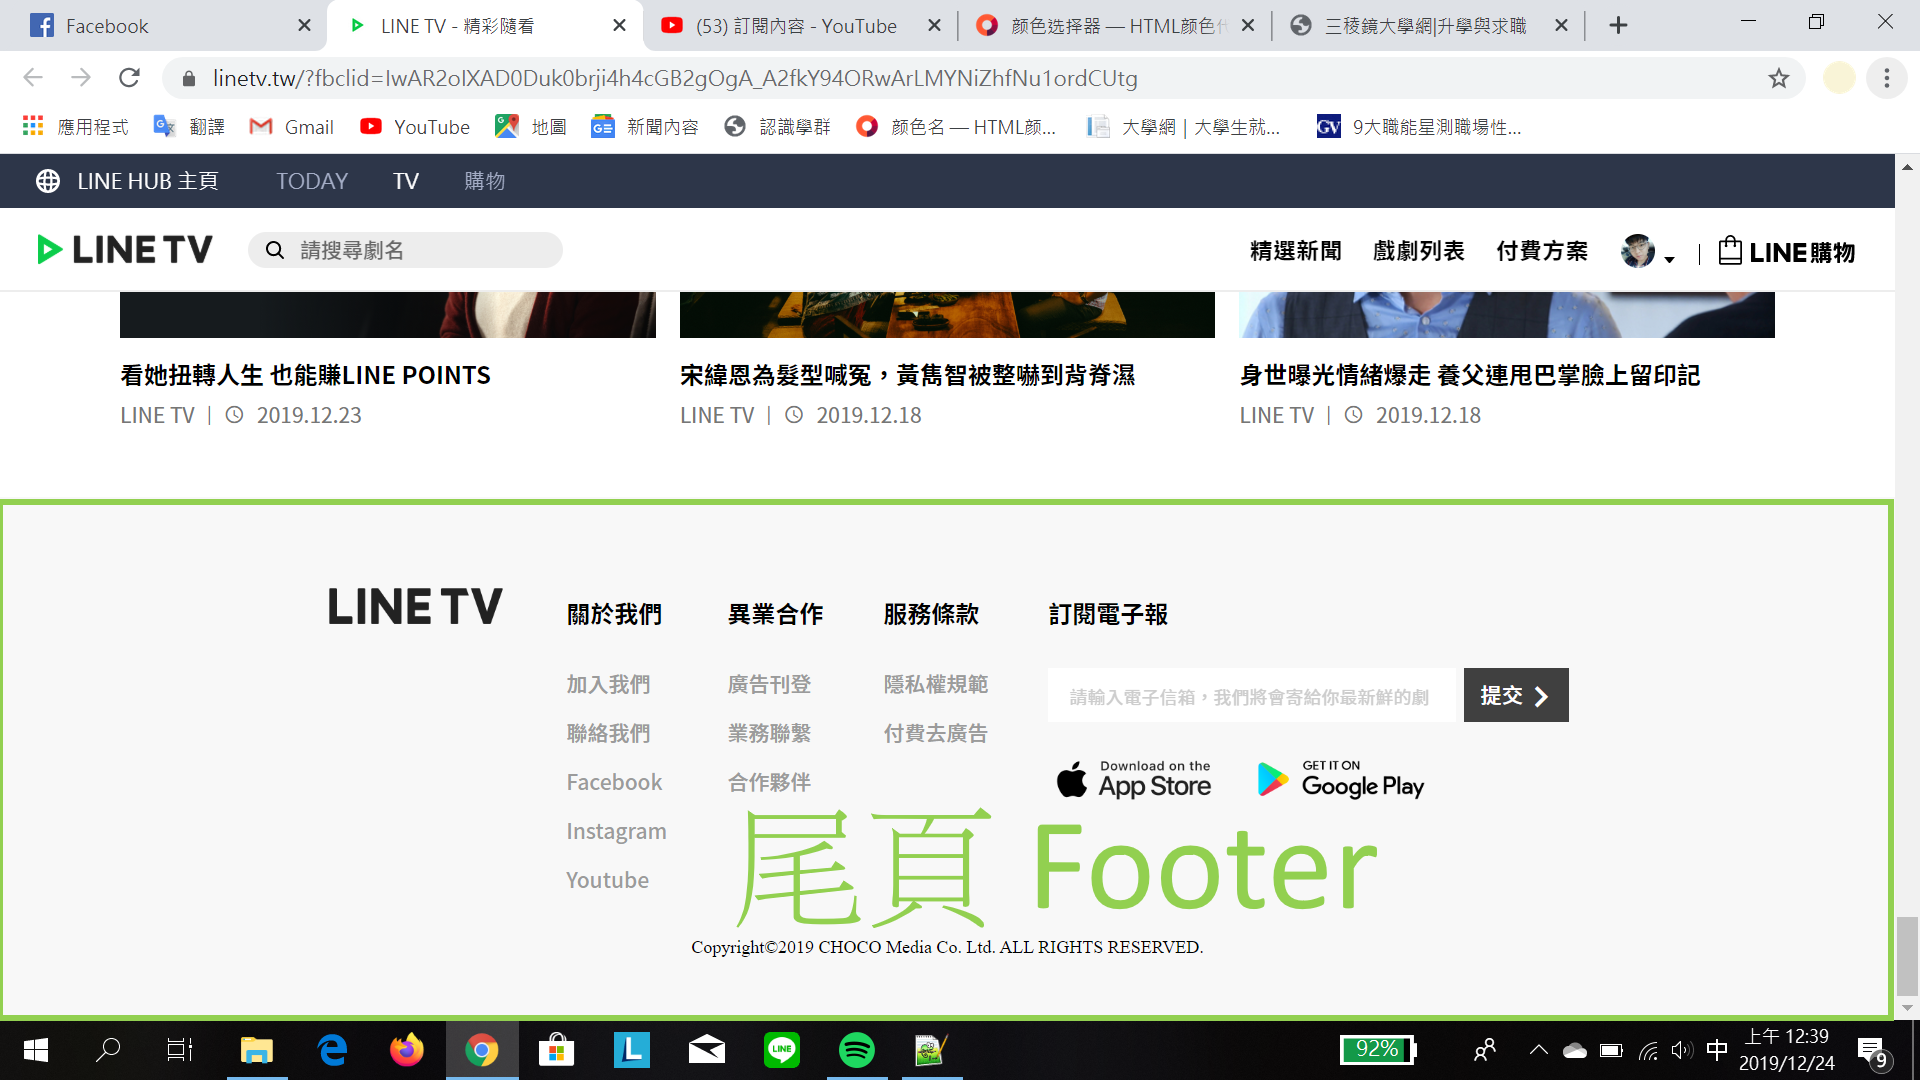 Facebook
LINE TV - 精彩隨看
(53) 訂閱內容 - YouTube
颜色选择器 — HTML颜色代
三稜鏡大學網|升學與求職
linetv.tw/?fbclid=IwAR2oIXAD0Duk0brji4h4cGB2gOgA_A2fkY94ORwArLMYNiZhfNu1ordCUtg
應用程式
翻譯
Gmail
YouTube
地圖
新聞內容
認識學群
颜色名 — HTML颜...
大學網 | 大學生就...
GV 9大職能星測職場性...
LINE HUB 主頁
TODAY
TV
購物
LINE TV
請搜尋劇名
精選新聞
戲劇列表
付費方案
LINE購物
看她扭轉人生 也能賺LINE POINTS
LINE TV | 2019.12.23
宋緯恩為髮型喊冤，黃雋智被整嚇到背脊濕
LINE TV | 2019.12.18
身世曝光情緒爆走 養父連甩巴掌臉上留印記
LINE TV | 2019.12.18
LINE TV
關於我們
加入我們
聯絡我們
Facebook
Instagram
Youtube
異業合作
廣告刊登
業務聯繫
合作夥伴
服務條款
隱私權規範
付費去廣告
訂閱電子報
請輸入電子信箱，我們將會寄給你最新鮮的劇
提交
Download on the
App Store
GET IT ON
Google Play
尾頁 Footer
Copyright©2019 CHOCO Media Co. Ltd. ALL RIGHTS RESERVED.
L
LINE
92%
中
上午 12:39
2019/12/24
9